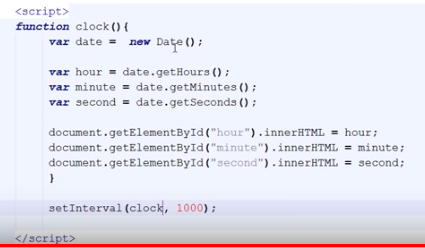 <script>
function clock(){
var date = new Date();
var hour = date.getHours();
var minute = date.getMinutes();
var second = date.getSeconds();
document.getElementById("hour").innerHTML = hour;
document.getElementById("minute").innerHTML = minute;
document.getElementById("second").innerHTML = second;
}
setInterval(clock, 1000);
</script>